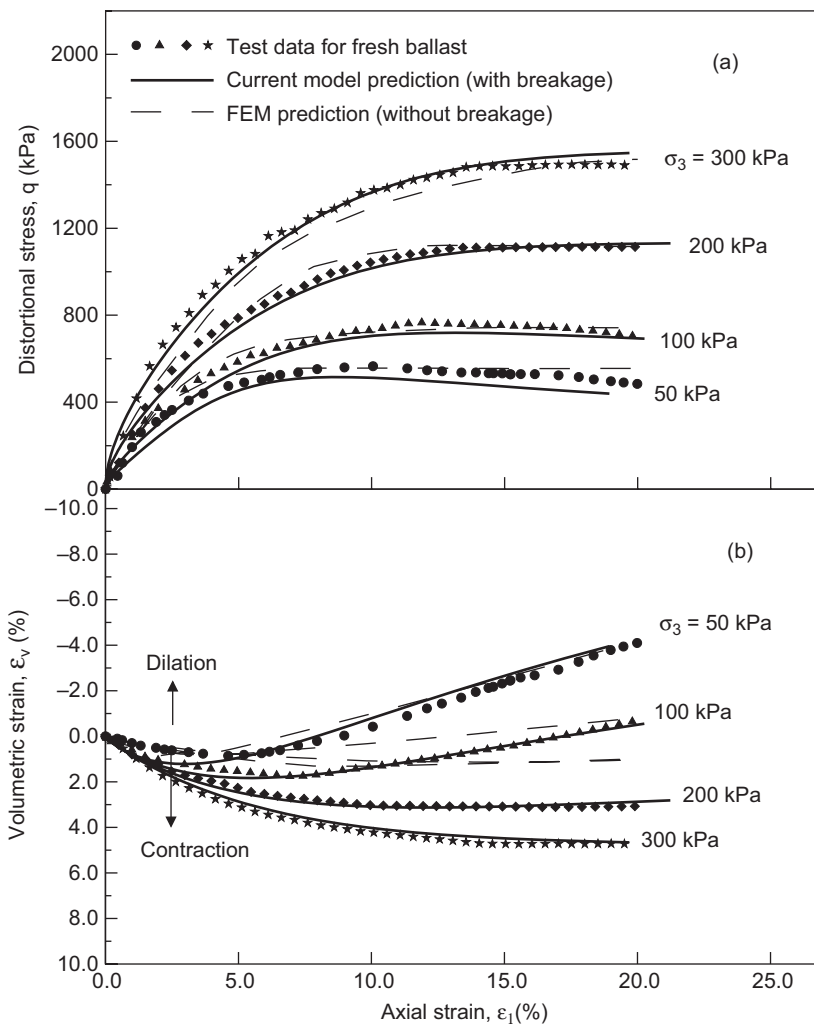 2000
1600
1200
800
400
0
Distortional stress, q (kPa)
Test data for fresh ballast
Current model prediction (with breakage)
FEM prediction (without breakage)
(a)
σ3 = 300 kPa
200 kPa
100 kPa
50 kPa
–10.0
–8.0
–6.0
–4.0
–2.0
0.0
2.0
4.0
6.0
8.0
10.0
Volumetric strain, εv (%)
(b)
σ3 = 50 kPa
Dilation
100 kPa
200 kPa
Contraction
300 kPa
0.0 5.0 10.0 15.0 20.0
Axial strain, ε1(%)